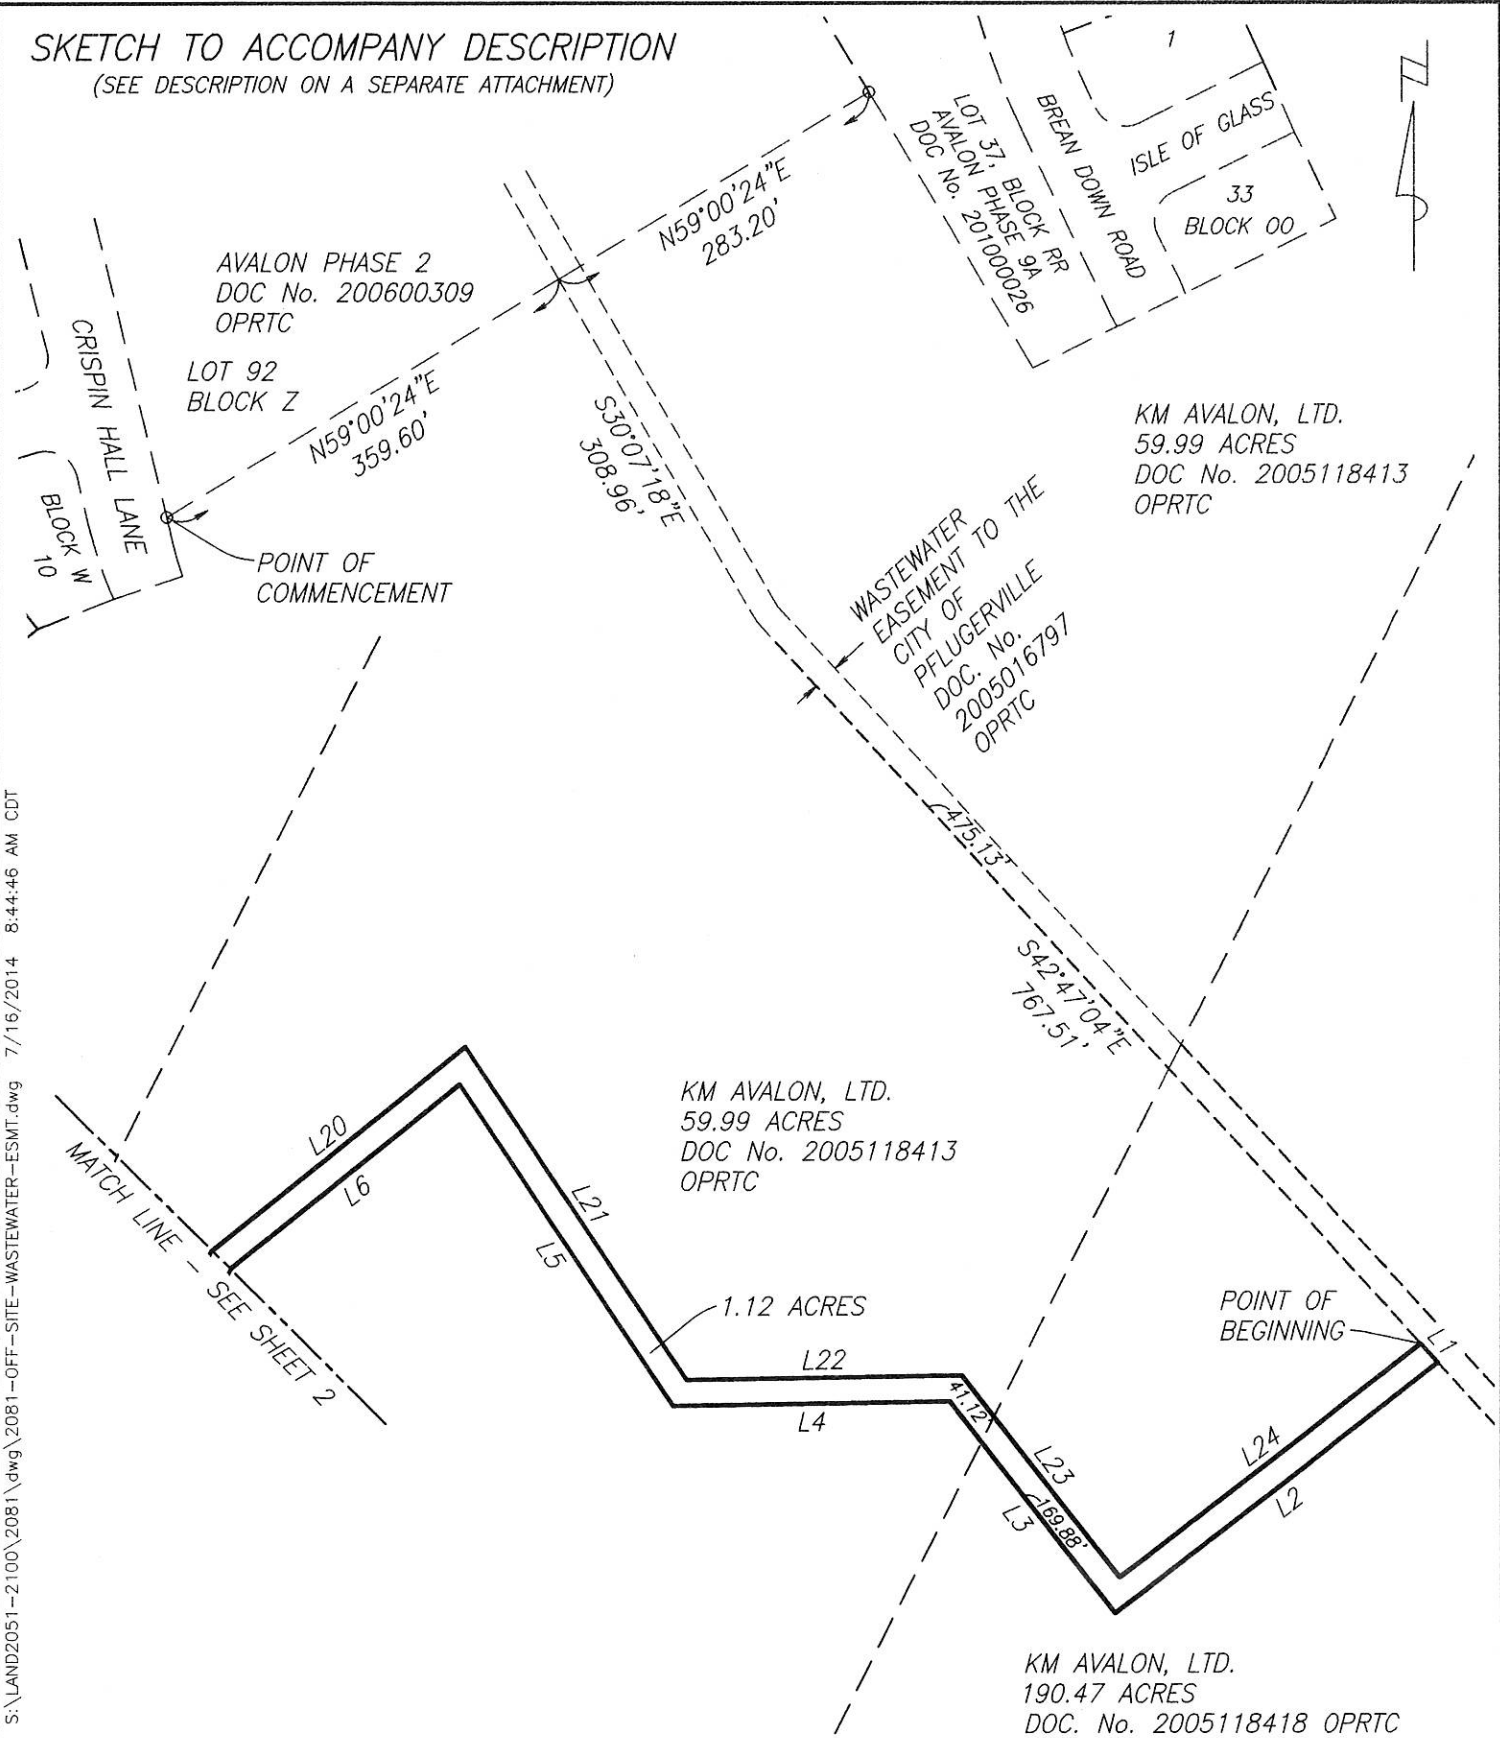 SKETCH TO ACCOMPANY DESCRIPTION
(SEE DESCRIPTION ON A SEPARATE ATTACHMENT)
1
N
ISLE OF GLASS
BREAN DOWN ROAD
33
BLOCK OO
LOT 37, BLOCK RR
AVALON PHASE 9A
DOC No. 201000026
N59°00'24"E
283.20'
AVALON PHASE 2
DOC No. 200600309
OPRTC
LOT 92
BLOCK Z
CRISPIN HALL LANE
N59°00'24"E
359.60'
BLOCK W
10
POINT OF
COMMENCEMENT
S30°07'18"E
308.96'
KM AVALON, LTD.
59.99 ACRES
DOC No. 2005118413
OPRTC
WASTEWATER
EASEMENT TO THE
CITY OF
PFLUGERVILLE
DOC. No.
2005016797
OPRTC
475.13'
S42°47'04"E
767.51'
KM AVALON, LTD.
59.99 ACRES
DOC No. 2005118413
OPRTC
L20
L6
MATCH LINE - SEE SHEET 2
L21
L5
1.12 ACRES
L22
L4
41.12'
L23
L3
169.88'
POINT OF
BEGINNING
L1
L24
L2
KM AVALON, LTD.
190.47 ACRES
DOC. No. 2005118418 OPRTC
S:\LAND2051-2100\2081\dwg\2081-OFF-SITE-WASTEWATER-ESMT.dwg 7/16/2014 8:44:46 AM CDT